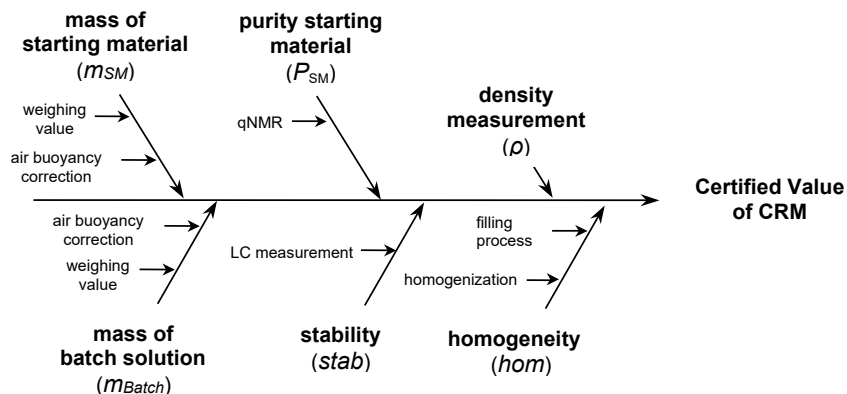 mass of
starting material
(mSM)
purity starting
material
(PSM)
density
measurement
(ρ)
weighing
value
air buoyancy
correction
qNMR
Certified Value
of CRM
air buoyancy
correction
weighing
value
LC measurement
filling
process
homogenization
mass of
batch solution
(mBatch)
stability
(stab)
homogeneity
(hom)